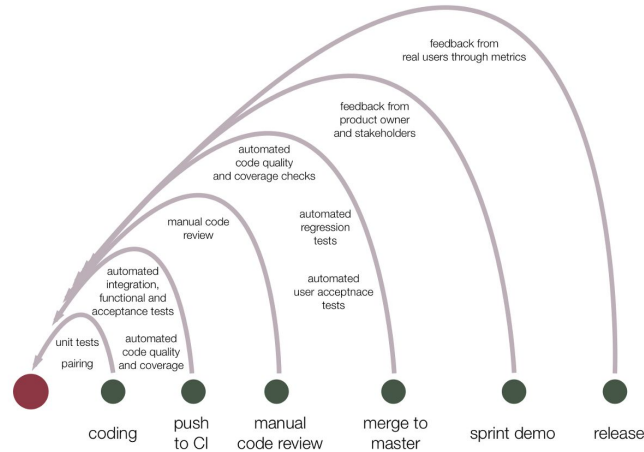 feedback from
real users through metrics
feedback from
product owner
and stakeholders
automated
code quality
and coverage checks
manual code
review
automated
regression
tests
automated
integration,
functional and
acceptance tests
automated
user acceptnace
tests
unit tests
pairing
automated
code quality
and coverage
coding
push
to CI
manual
code review
merge to
master
sprint demo
release